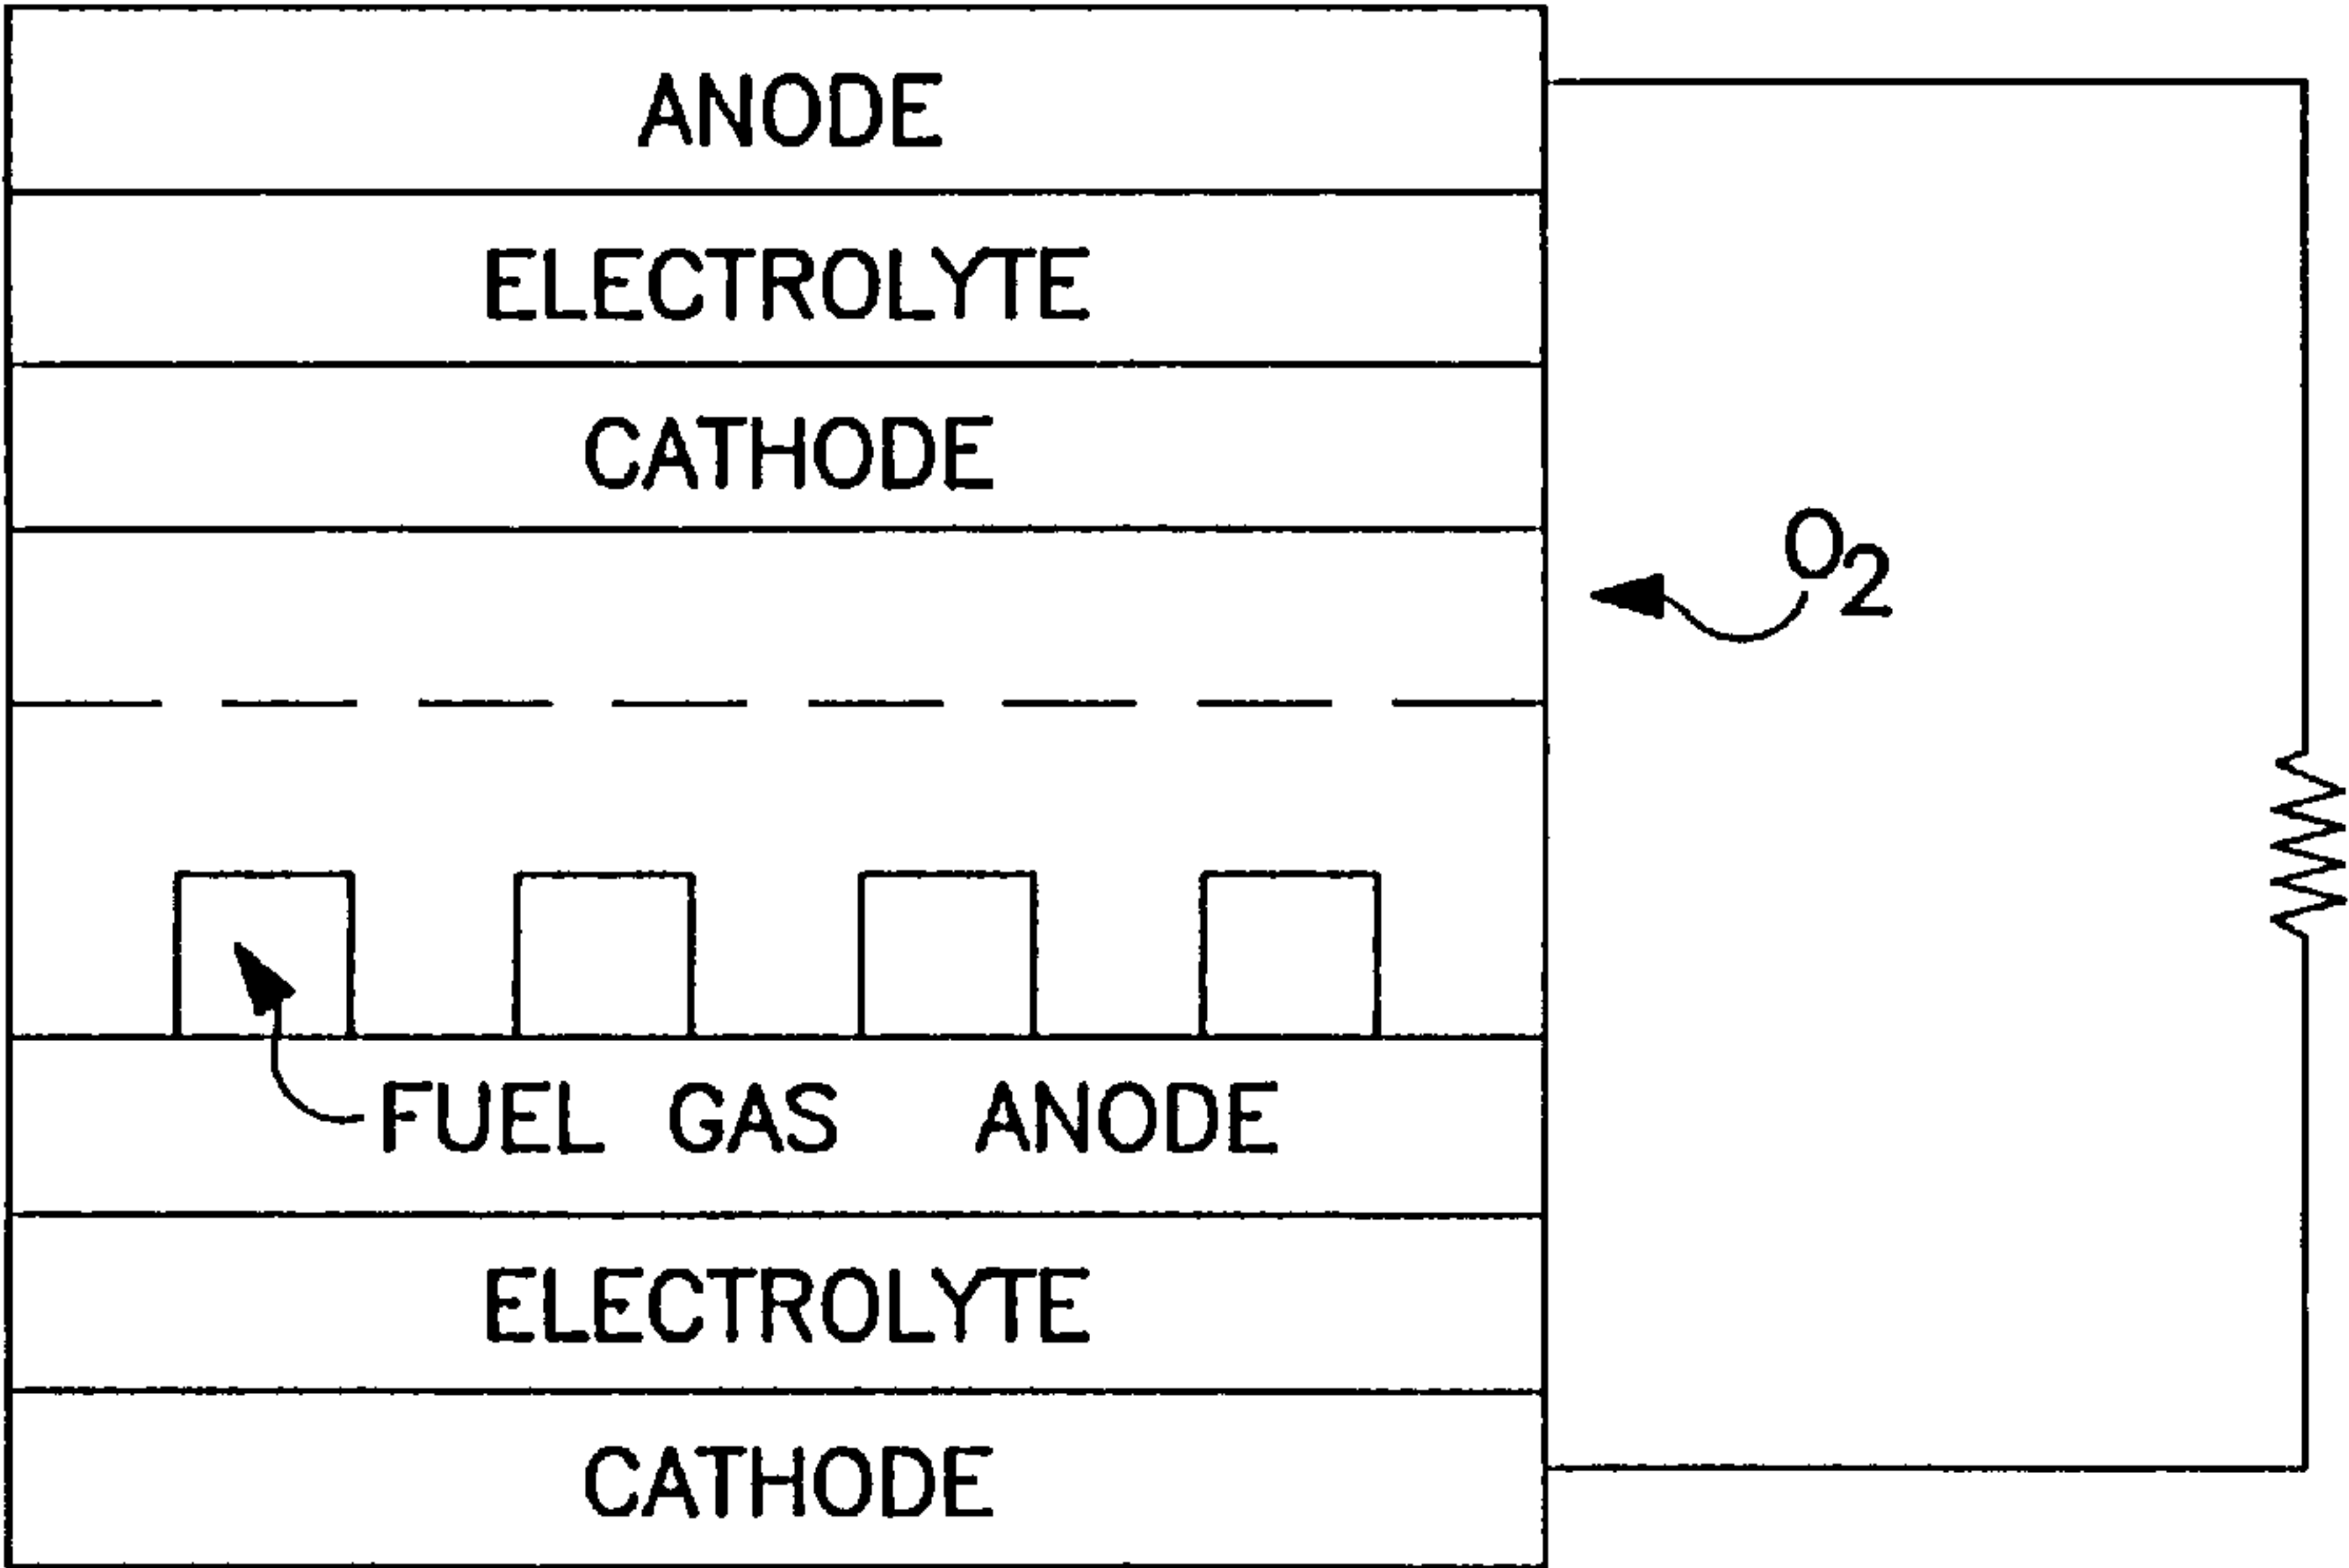 ANODE
ELECTROLYTE
CATHODE
O2
FUEL GAS ANODE
ELECTROLYTE
CATHODE